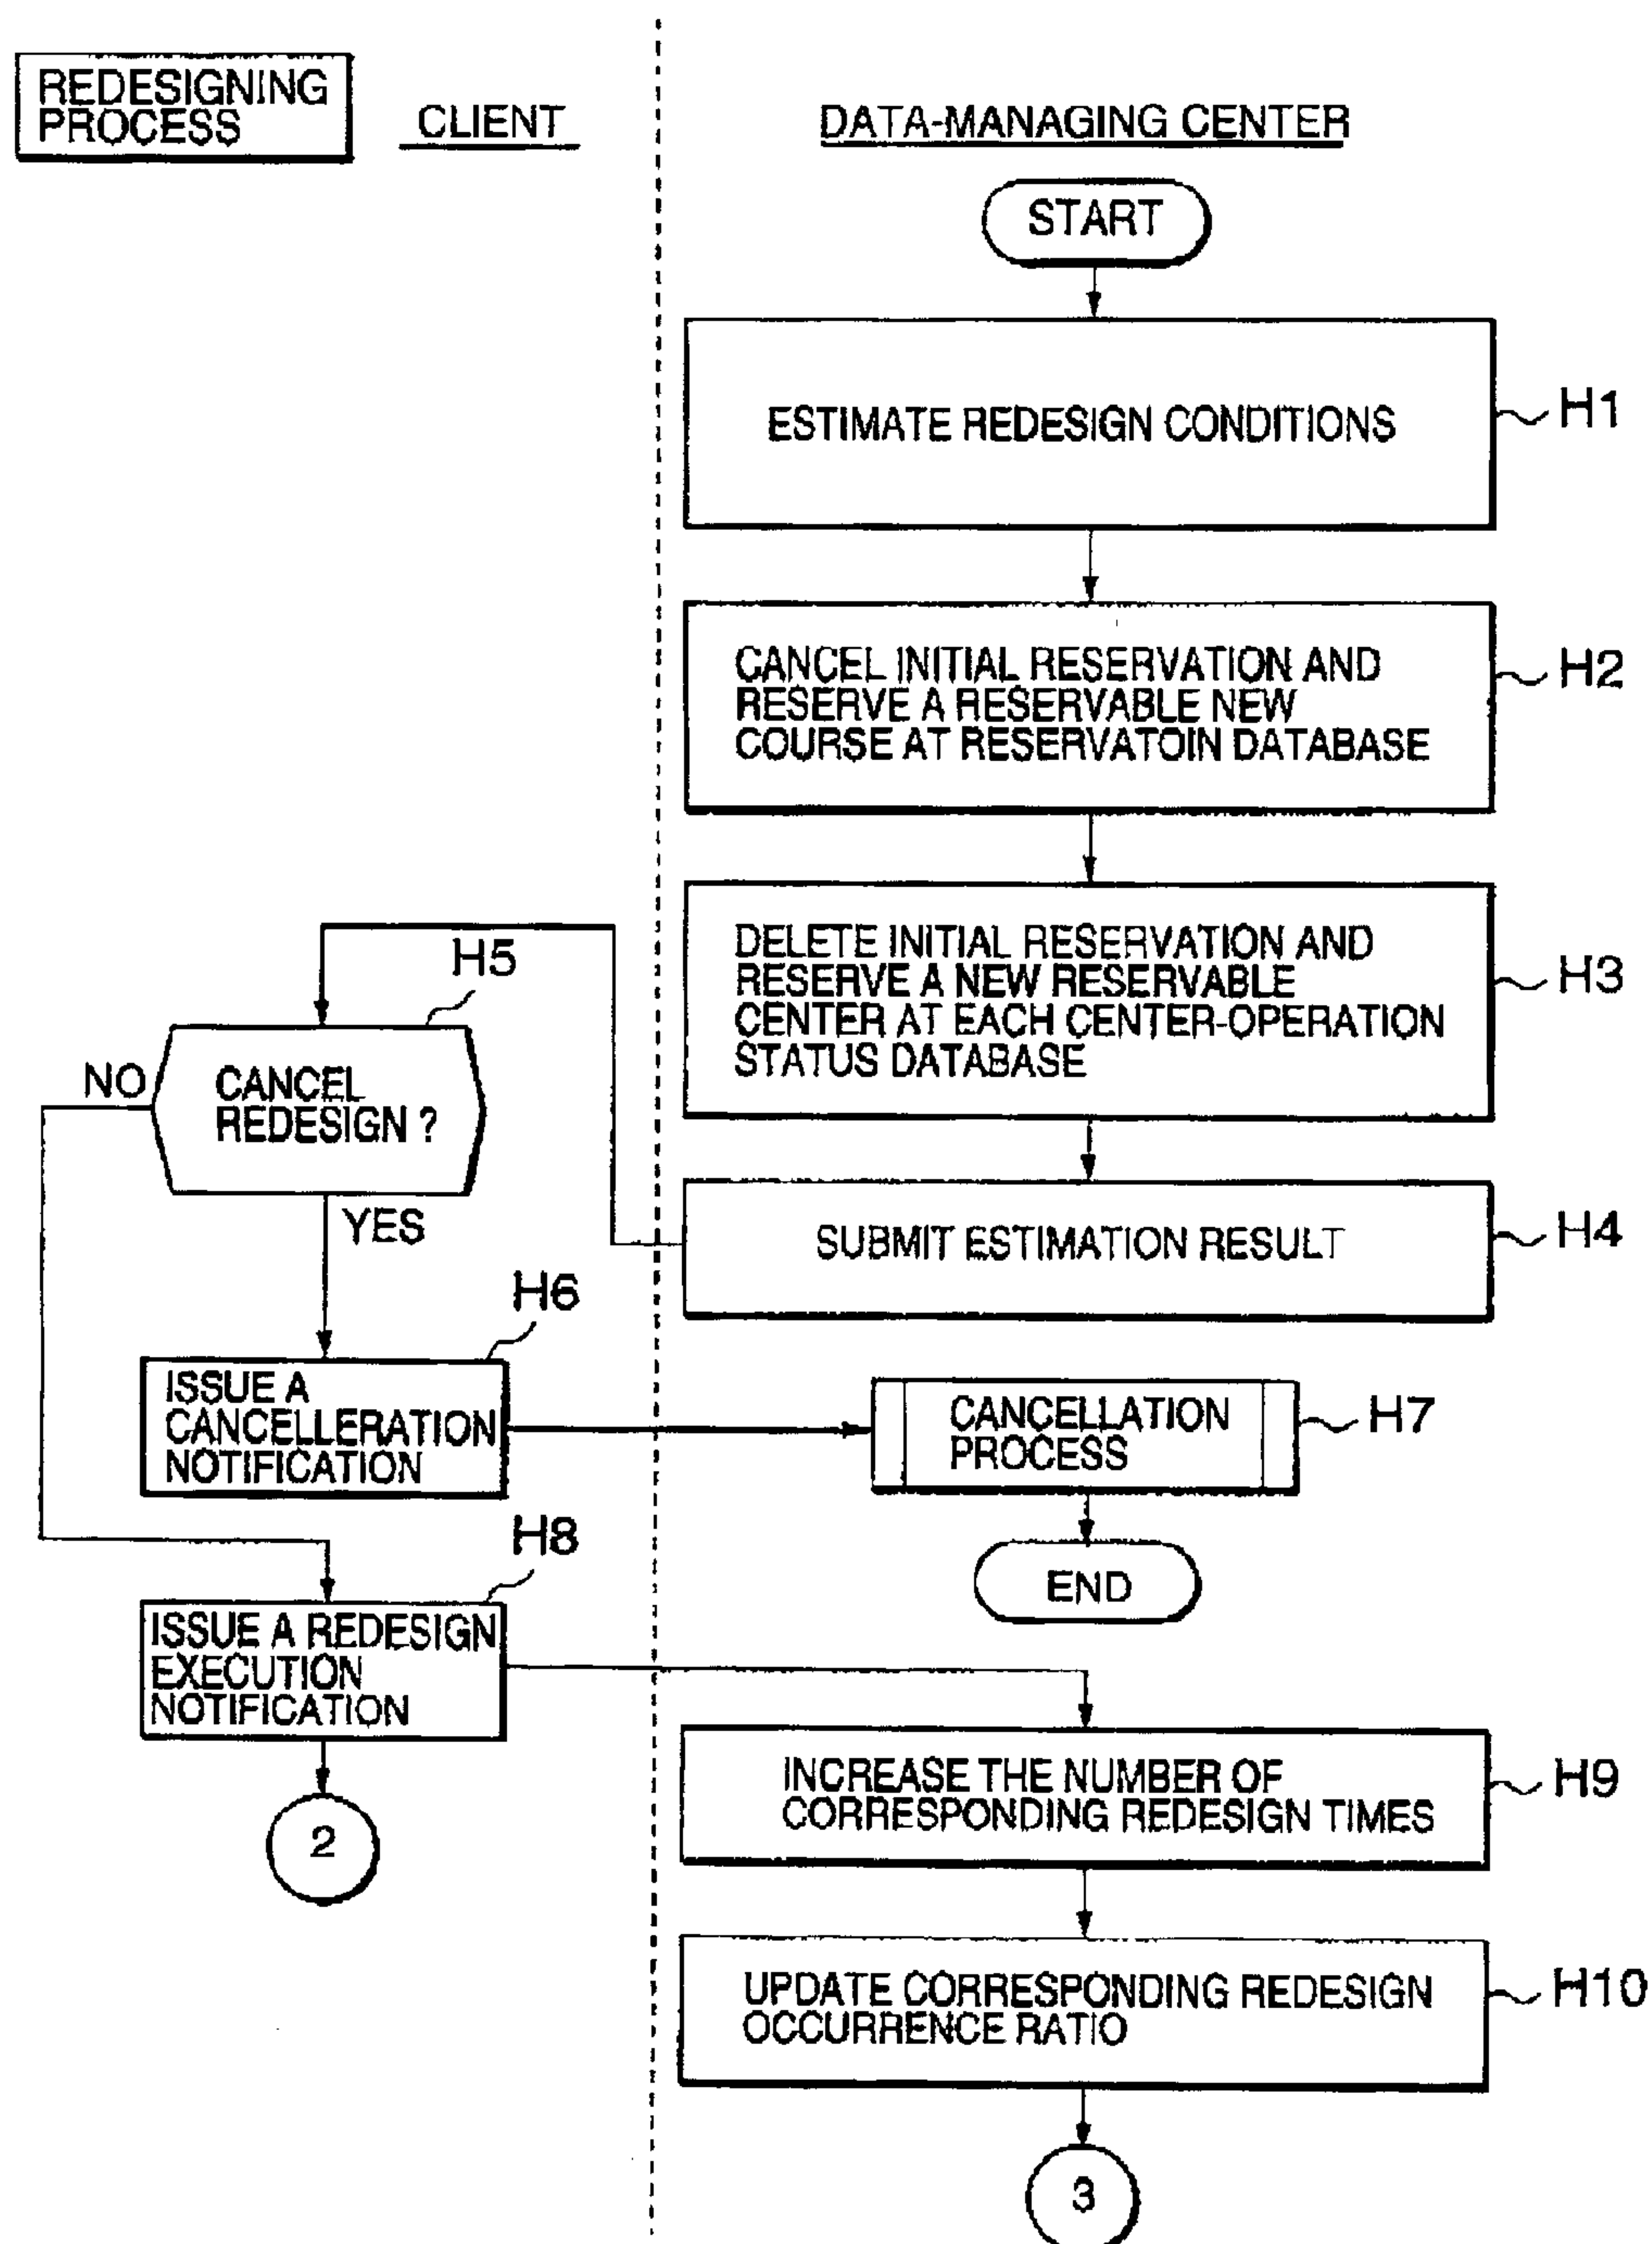 REDESIGNING
PROCESS
CLIENT
DATA-MANAGING CENTER
START
ESTIMATE REDESIGN CONDITIONS
H1
CANCEL INITIAL RESERVATION AND
RESERVE A RESERVABLE NEW
COURSE AT RESERVATOIN DATABASE
H2
DELETE INITIAL RESERVATION AND
RESERVE A NEW RESERVABLE
CENTER AT EACH CENTER-OPERATION
STATUS DATABASE
H3
SUBMIT ESTIMATION RESULT
H4
H5
NO
CANCEL
REDESIGN ?
YES
H6
ISSUE A
CANCELLERATION
NOTIFICATION
CANCELLATION
PROCESS
H7
END
H8
ISSUE A REDESIGN
EXECUTION
NOTIFICATION
2
INCREASE THE NUMBER OF
CORRESPONDING REDESIGN TIMES
H9
UPDATE CORRESPONDING REDESIGN
OCCURRENCE RATIO
H10
3